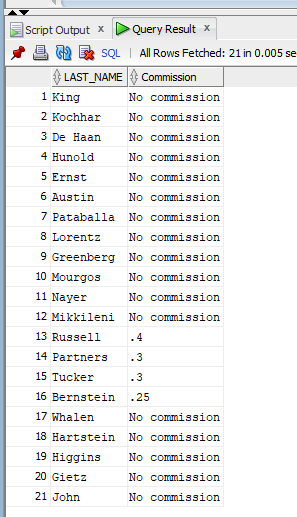 Script Output × Query Result ×
SQL | All Rows Fetched: 21 in 0.005 se
LAST_NAME Commission
1 King No commission
2 Kochhar No commission
3 De Haan No commission
4 Hunold No commission
5 Ernst No commission
6 Austin No commission
7 Pataballa No commission
8 Lorentz No commission
9 Greenberg No commission
10 Mourgos No commission
11 Nayer No commission
12 Mikkileni No commission
13 Russell .4
14 Partners .3
15 Tucker .3
16 Bernstein .25
17 Whalen No commission
18 Hartstein No commission
19 Higgins No commission
20 Gietz No commission
21 John No commission